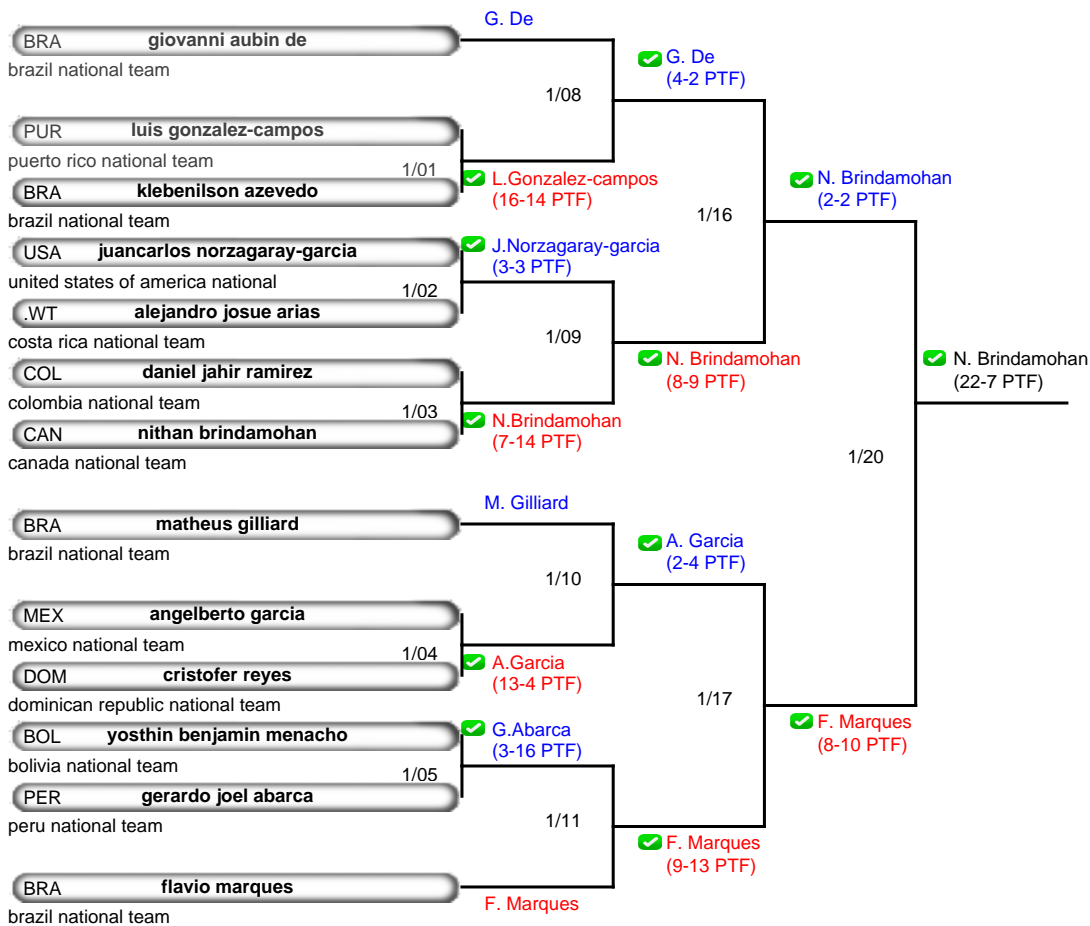 G. De
BRA giovanni aubin de
brazil national team
G. De
(4-2 PTF)
1/08
PUR luis gonzalez-campos
puerto rico national team
1/01
L.Gonzalez-campos
(16-14 PTF)
BRA klebenilson azevedo
brazil national team
1/16
N. Brindamohan
(2-2 PTF)
USA juancarlos norzagaray-garcia
united states of america national
J.Norzagaray-garcia
(3-3 PTF)
1/02
.WT alejandro josue arias
costa rica national team
1/09
N. Brindamohan
(8-9 PTF)
N. Brindamohan
(22-7 PTF)
COL daniel jahir ramirez
colombia national team
1/03
N.Brindamohan
(7-14 PTF)
CAN nithan brindamohan
canada national team
1/20
M. Gilliard
BRA matheus gilliard
brazil national team
A. Garcia
(2-4 PTF)
1/10
MEX angelberto garcia
mexico national team
1/04
A.Garcia
(13-4 PTF)
DOM cristofer reyes
dominican republic national team
1/17
F. Marques
(8-10 PTF)
BOL yosthin benjamin menacho
bolivia national team
G.Abarca
(3-16 PTF)
1/05
PER gerardo joel abarca
peru national team
1/11
F. Marques
(9-13 PTF)
BRA flavio marques
brazil national team
F. Marques